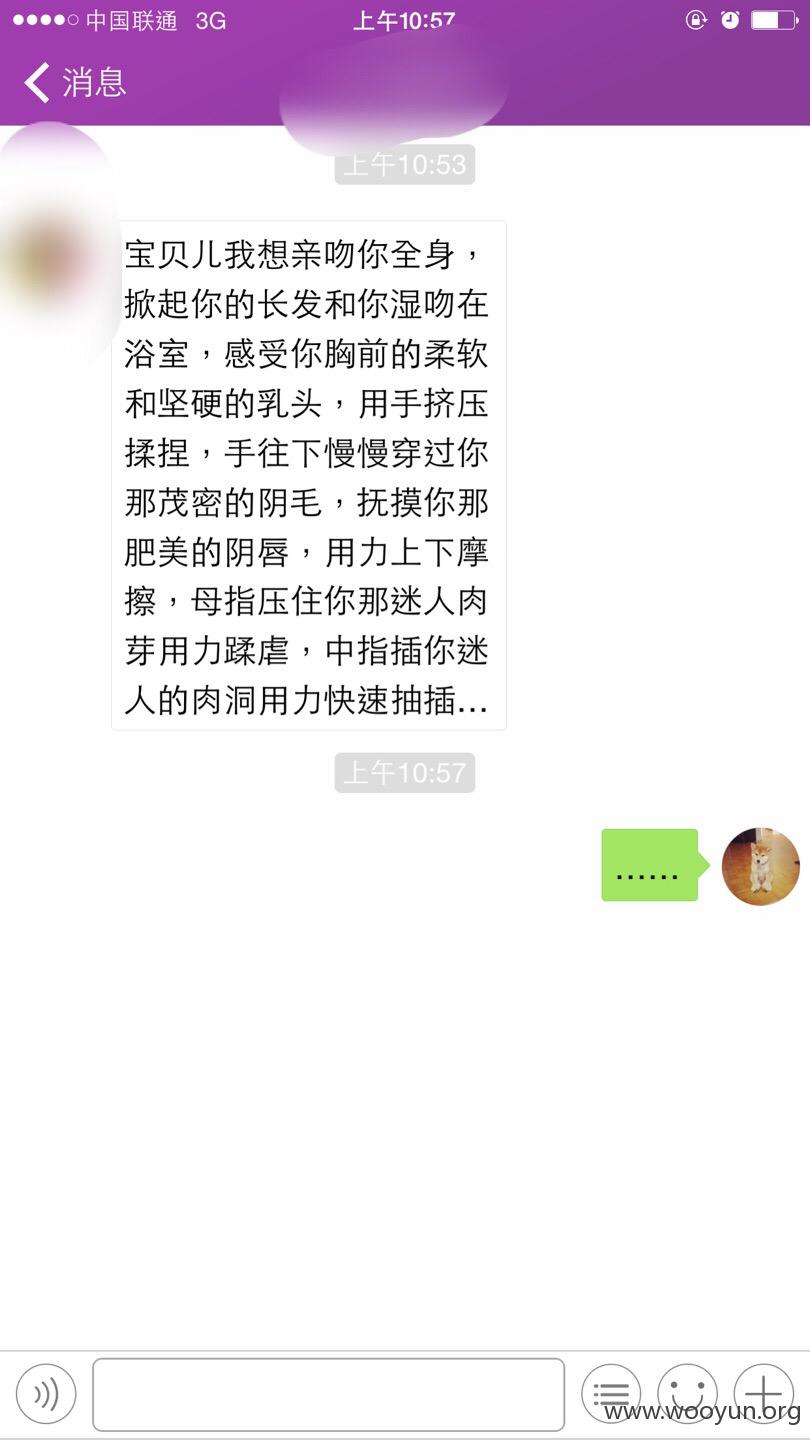 中国联通 3G 上午10:57
消息
上午10:53
宝贝儿我想亲吻你全身，
掀起你的长发和你湿吻在
浴室，感受你胸前的柔软
和坚硬的乳头，用手挤压
揉捏，手往下慢慢穿过你
那茂密的阴毛，抚摸你那
肥美的阴唇，用力上下摩
擦，母指压住你那迷人肉
芽用力蹂虐，中指插你迷
人的肉洞用力快速抽插...
上午10:57
......
www.wooyun.org